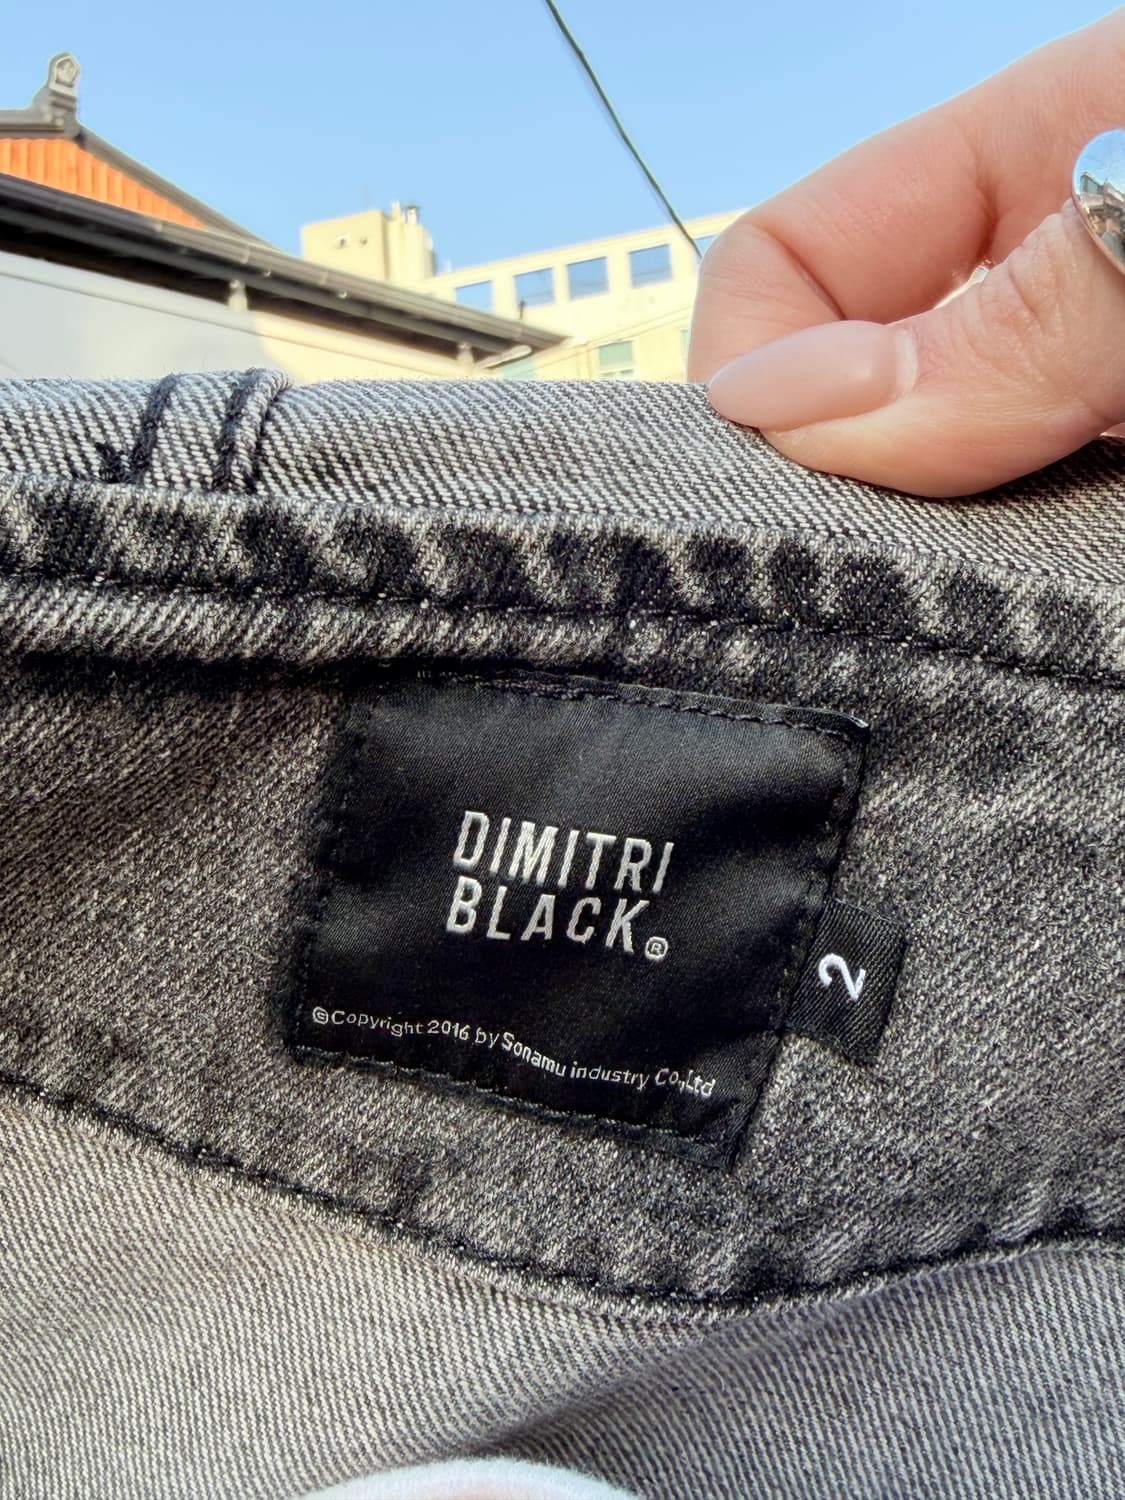 DIMITRI
BLACK®
©Copyright 2016 by Sonamu industry Co.,Ltd
2